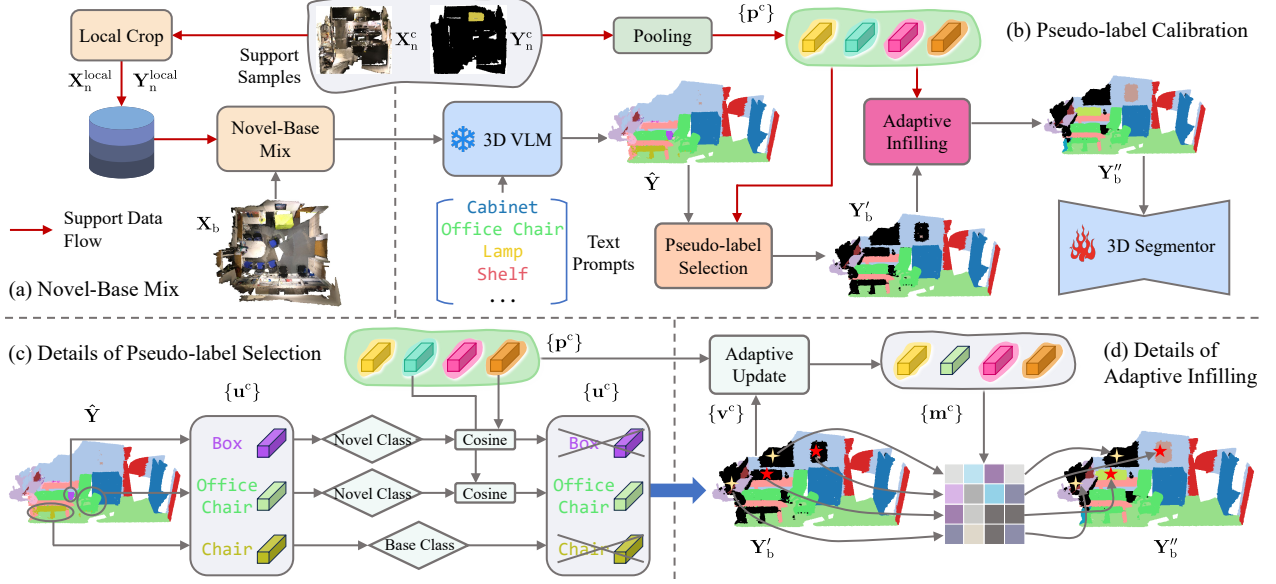 Local Crop
X_n^local
Y_n^local
Support
Samples
X_n^c
Y_n^c
Pooling
{p^c}
(b) Pseudo-label Calibration
Novel-Base
Mix
3D VLM
Ŷ
Adaptive
Infilling
Y''_b
X_b
Support Data
Flow
(a) Novel-Base Mix
Cabinet
Office Chair
Lamp
Shelf
...
Text
Prompts
Pseudo-label
Selection
Y'_b
3D Segmentor
(c) Details of Pseudo-label Selection
{p^c}
Adaptive
Update
{m^c}
(d) Details of
Adaptive Infilling
Ŷ
{u^c}
Box
Office
Chair
Chair
Novel Class
Cosine
Novel Class
Cosine
Base Class
{u^c}
Box
Office
Chair
Chair
{v^c}
Y'_b
Y''_b